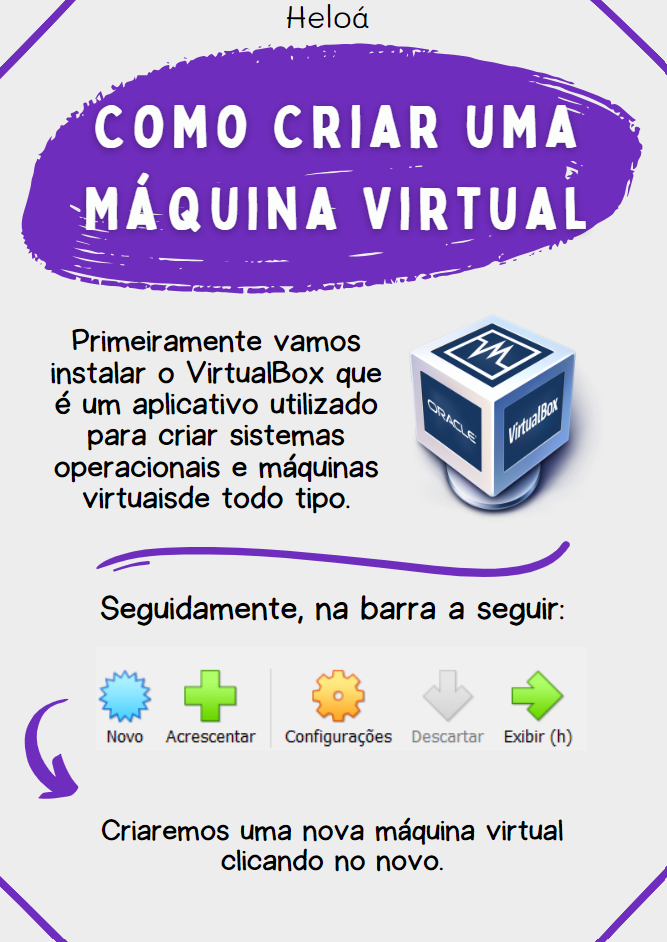 Heloá
COMO CRIAR UMA
MÁQUINA VIRTUAL
Primeiramente vamos
instalar o VirtualBox que
é um aplicativo utilizado
para criar sistemas
operacionais e máquinas
virtuaisde todo tipo.
ORACLE
VirtualBox
Seguidamente, na barra a seguir:
Novo Acrescentar Configurações Descartar Exibir (h)
Criaremos uma nova máquina virtual
clicando no novo.